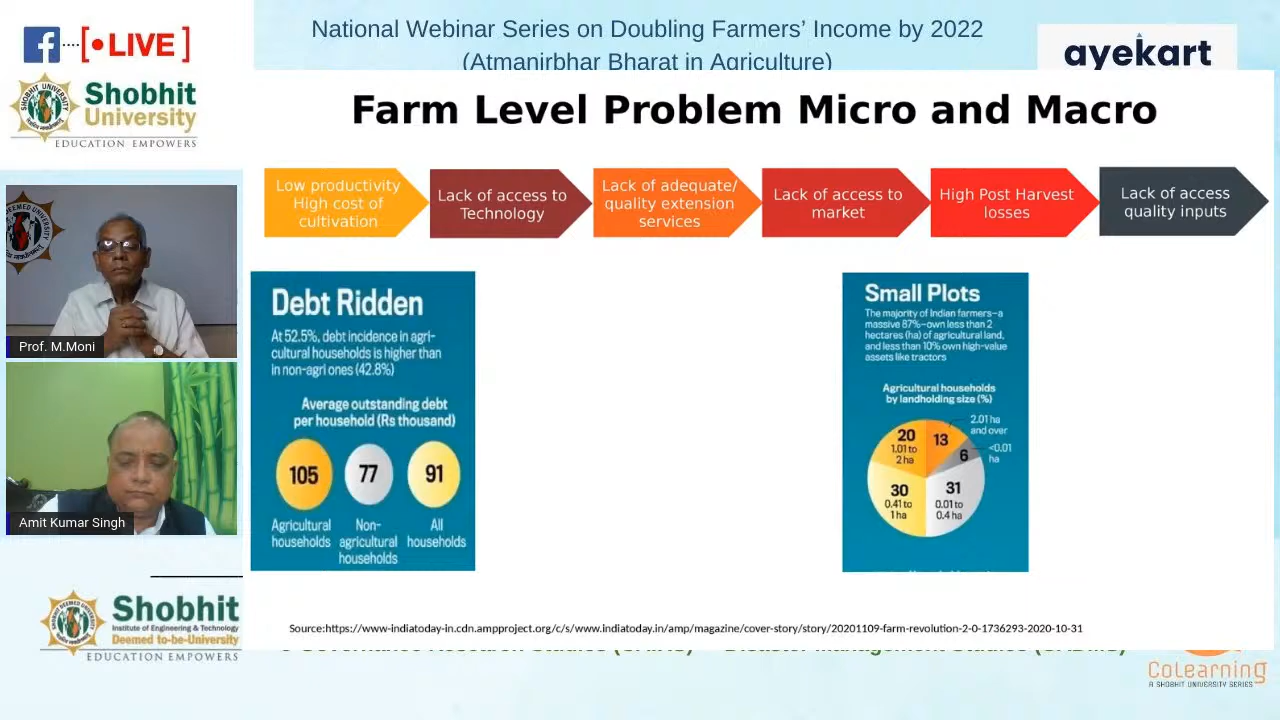 National Webinar Series on Doubling Farmers’ Income by 2022
(Atmanirbhar Bharat in Agriculture)
LIVE
Shobhit
University
EDUCATION EMPOWERS
ayekart
Farm Level Problem Micro and Macro
Low productivity
High cost of
cultivation
Lack of access to
Technology
Lack of adequate/
quality extension
services
Lack of access to
market
High Post Harvest
losses
Lack of access
quality inputs
DEEMED UNIVERS
Prof. M.Moni
Amit Kumar Singh
Debt Ridden
At 52.5%, debt incidence in agri-
cultural households is higher than
in non-agri ones (42.8%)
Average outstanding debt
per household (Rs thousand)
105
77
91
Agricultural
households
Non-
agricultural
households
All
households
Small Plots
The majority of Indian farmers–a
massive 87%–own less than 2
hectares (ha) of agricultural land,
and less than 10% own high-value
assets like tractors
Agricultural households
by landholding size (%)
2.01 ha
and over
13
<0.01
ha
6
20
1.01 to
2 ha
30
0.41 to
1 ha
31
0.01 to
0.4 ha
Source:https://www-indiatoday-in.cdn.ampproject.org/c/s/www.indiatoday.in/amp/magazine/cover-story/story/20201109-farm-revolution-2-0-1736293-2020-10-31
Shobhit
Institute of Engineering & Technology
Deemed to-be-University
EDUCATION EMPOWERS
CoLearning
A SHOBHIT UNIVERSITY SERIES